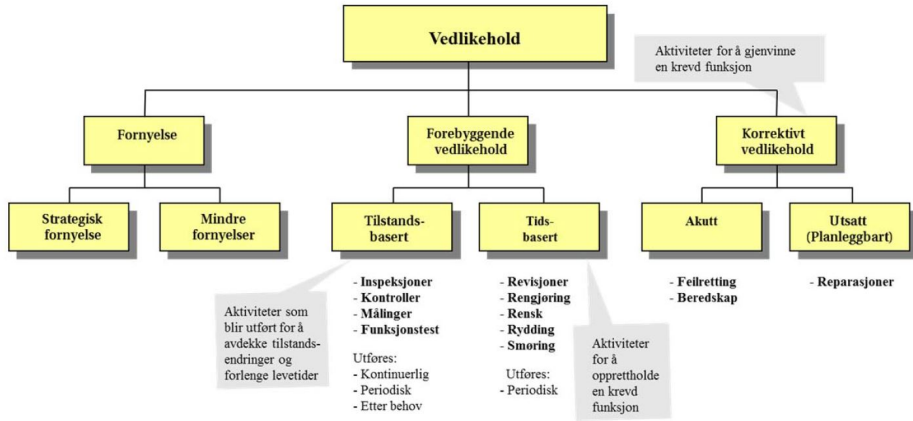 Vedlikehold
Aktiviteter for å gjenvinne
en krevd funksjon
Fornyelse
Forebyggende
vedlikehold
Korrektivt
vedlikehold
Strategisk
fornyelse
Mindre
fornyelser
Tilstands-
basert
Tids-
basert
Akutt
Utsatt
(Planleggbart)
Aktiviteter som
blir utført for å
avdekke tilstands-
endringer og
forlenge levetider
- Inspeksjoner
- Kontroller
- Målinger
- Funksjonstest
Utføres:
- Kontinuerlig
- Periodisk
- Etter behov
- Revisjoner
- Rengjøring
- Rensk
- Rydding
- Smøring
Utføres:
- Periodisk
Aktiviteter
for å
opprettholde
en krevd
funksjon
- Feilretting
- Beredskap
- Reparasjoner